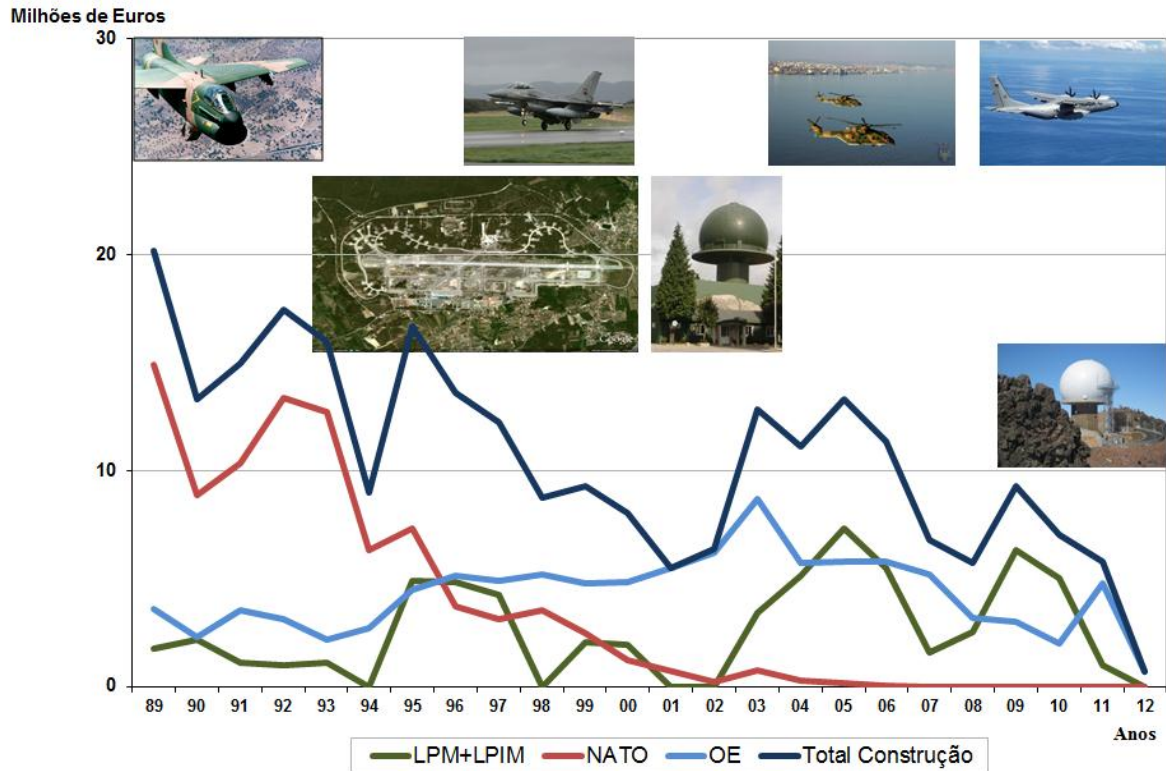 Milhões de Euros
30
20
10
0
89 90 91 92 93 94 95 96 97 98 99 00 01 02 03 04 05 06 07 08 09 10 11 12
Anos
LPM+LPIM NATO OE Total Construção
Google